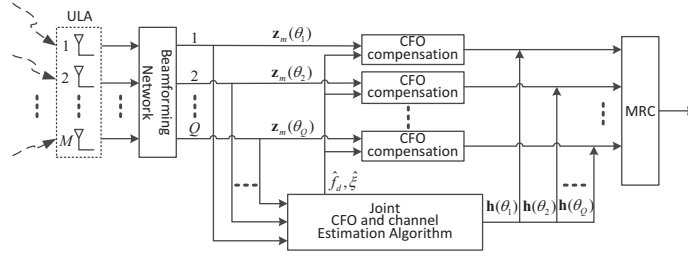 ULA
1
2
M
Beamforming
Network
1
2
Q
z_m(θ_1)
z_m(θ_2)
z_m(θ_Q)
CFO
compensation
CFO
compensation
CFO
compensation
MRC
f̂_d, ξ̂
Joint
CFO and channel
Estimation Algorithm
h(θ_1) h(θ_2) h(θ_Q)